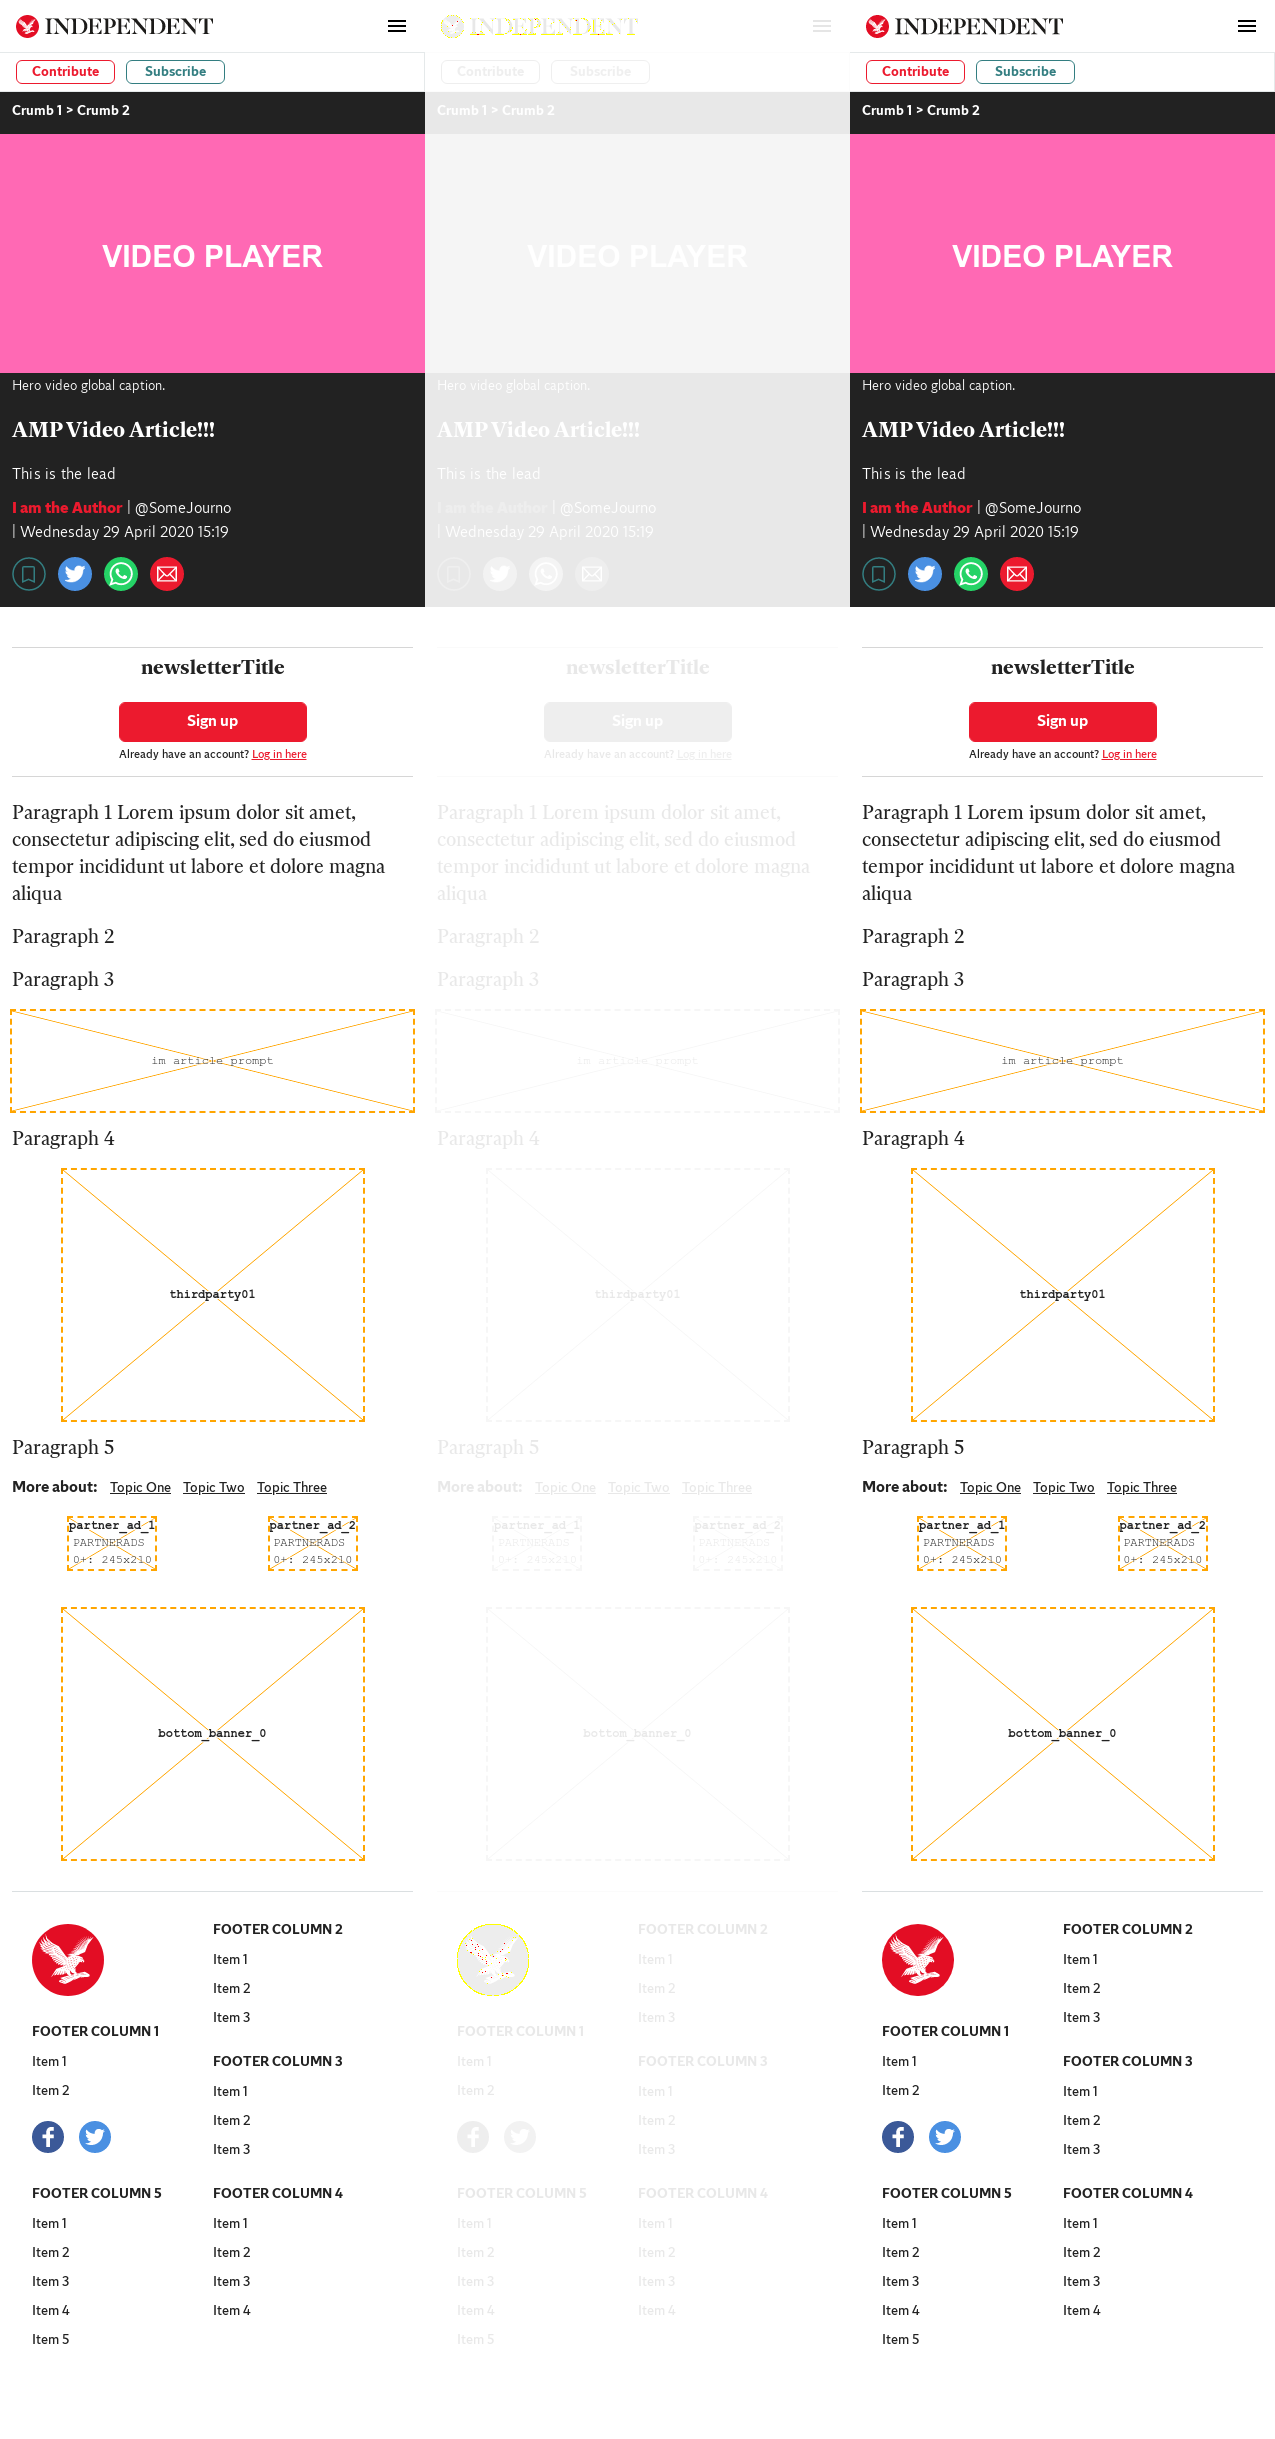 INDEPENDENT
Contribute
Subscribe
Crumb 1 > Crumb 2
VIDEO PLAYER
Hero video global caption.
AMP Video Article!!!
This is the lead
I am the Author | @SomeJourno
| Wednesday 29 April 2020 15:19
newsletterTitle
Sign up
Already have an account? Log in here
Paragraph 1 Lorem ipsum dolor sit amet,
consectetur adipiscing elit, sed do eiusmod
tempor incididunt ut labore et dolore magna
aliqua
Paragraph 2
Paragraph 3
im article prompt
Paragraph 4
thirdparty01
Paragraph 5
More about: Topic One Topic Two Topic Three
partner_ad_1
PARTNERADS
0+: 245x210
partner_ad_2
PARTNERADS
0+: 245x210
bottom_banner_0
FOOTER COLUMN 1
Item 1
Item 2
FOOTER COLUMN 2
Item 1
Item 2
Item 3
FOOTER COLUMN 3
Item 1
Item 2
Item 3
FOOTER COLUMN 5
Item 1
Item 2
Item 3
Item 4
Item 5
FOOTER COLUMN 4
Item 1
Item 2
Item 3
Item 4
INDEPENDENT
Contribute
Subscribe
Crumb 1 > Crumb 2
VIDEO PLAYER
Hero video global caption.
AMP Video Article!!!
This is the lead
I am the Author | @SomeJourno
| Wednesday 29 April 2020 15:19
newsletterTitle
Sign up
Already have an account? Log in here
Paragraph 1 Lorem ipsum dolor sit amet,
consectetur adipiscing elit, sed do eiusmod
tempor incididunt ut labore et dolore magna
aliqua
Paragraph 2
Paragraph 3
im article prompt
Paragraph 4
thirdparty01
Paragraph 5
More about: Topic One Topic Two Topic Three
partner_ad_1
PARTNERADS
0+: 245x210
partner_ad_2
PARTNERADS
0+: 245x210
bottom_banner_0
FOOTER COLUMN 1
Item 1
Item 2
FOOTER COLUMN 2
Item 1
Item 2
Item 3
FOOTER COLUMN 3
Item 1
Item 2
Item 3
FOOTER COLUMN 5
Item 1
Item 2
Item 3
Item 4
Item 5
FOOTER COLUMN 4
Item 1
Item 2
Item 3
Item 4
INDEPENDENT
Contribute
Subscribe
Crumb 1 > Crumb 2
VIDEO PLAYER
Hero video global caption.
AMP Video Article!!!
This is the lead
I am the Author | @SomeJourno
| Wednesday 29 April 2020 15:19
newsletterTitle
Sign up
Already have an account? Log in here
Paragraph 1 Lorem ipsum dolor sit amet,
consectetur adipiscing elit, sed do eiusmod
tempor incididunt ut labore et dolore magna
aliqua
Paragraph 2
Paragraph 3
im article prompt
Paragraph 4
thirdparty01
Paragraph 5
More about: Topic One Topic Two Topic Three
partner_ad_1
PARTNERADS
0+: 245x210
partner_ad_2
PARTNERADS
0+: 245x210
bottom_banner_0
FOOTER COLUMN 1
Item 1
Item 2
FOOTER COLUMN 2
Item 1
Item 2
Item 3
FOOTER COLUMN 3
Item 1
Item 2
Item 3
FOOTER COLUMN 5
Item 1
Item 2
Item 3
Item 4
Item 5
FOOTER COLUMN 4
Item 1
Item 2
Item 3
Item 4